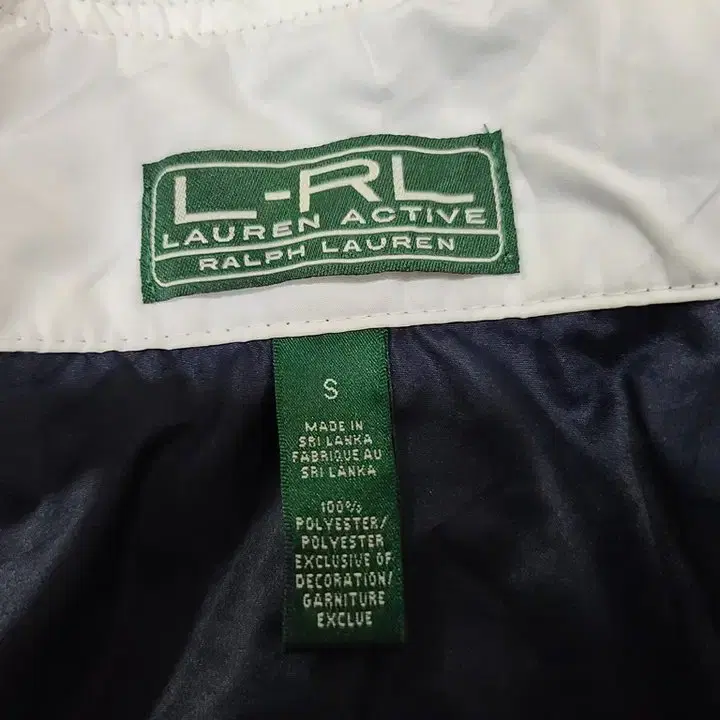 L-RL
LAUREN ACTIVE
RALPH LAUREN
S
MADE IN
SRI LANKA
FABRIQUE AU
SRI LANKA
100%
POLYESTER/
POLYESTER
EXCLUSIVE OF
DECORATION/
GARNITURE
EXCLUE